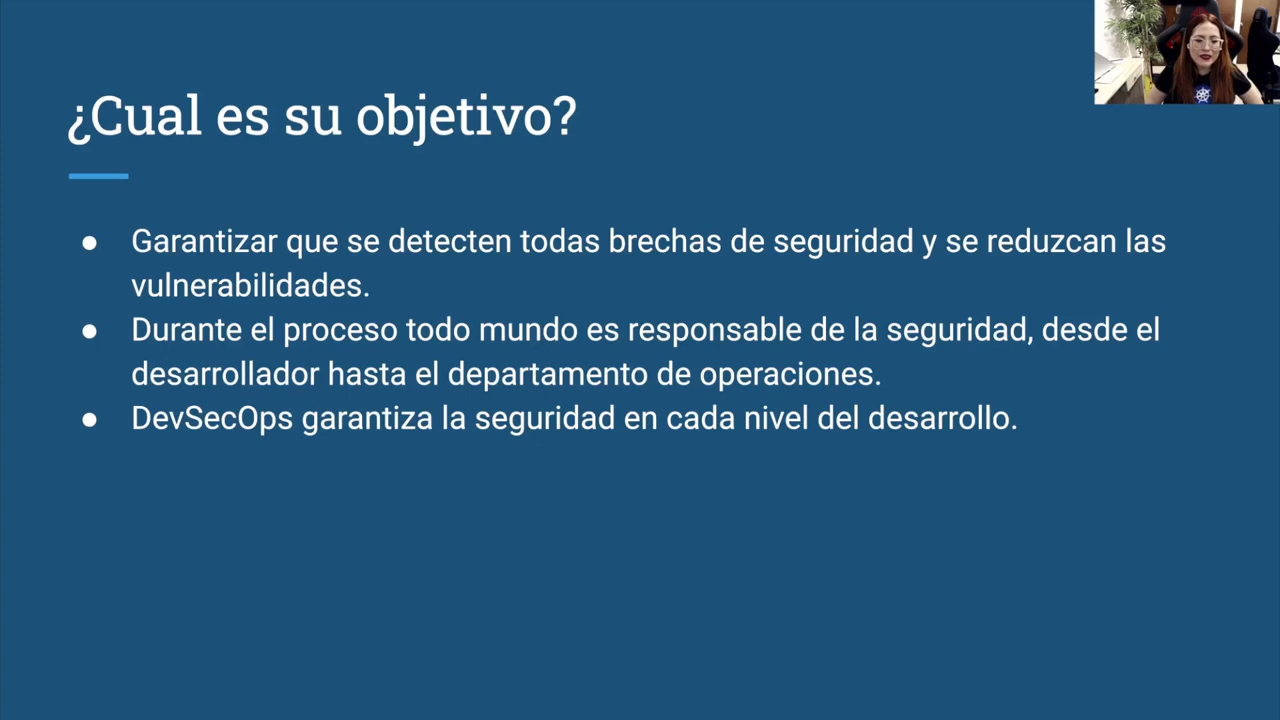 ¿Cual es su objetivo?
● Garantizar que se detecten todas brechas de seguridad y se reduzcan las
vulnerabilidades.
● Durante el proceso todo mundo es responsable de la seguridad, desde el
desarrollador hasta el departamento de operaciones.
● DevSecOps garantiza la seguridad en cada nivel del desarrollo.